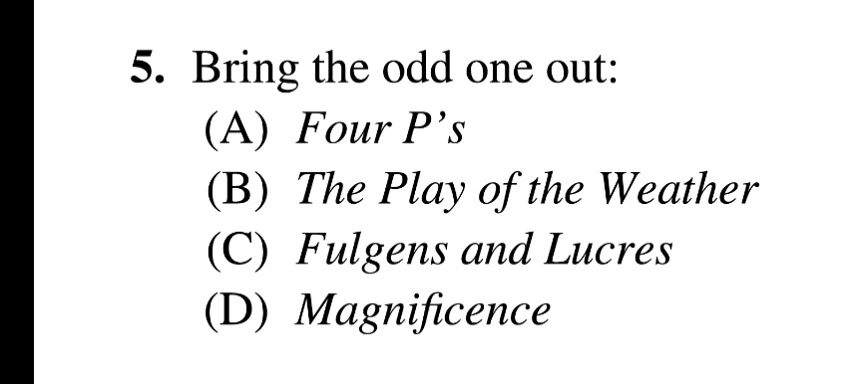 5. Bring the odd one out:
(A) Four P’s
(B) The Play of the Weather
(C) Fulgens and Lucres
(D) Magnificence